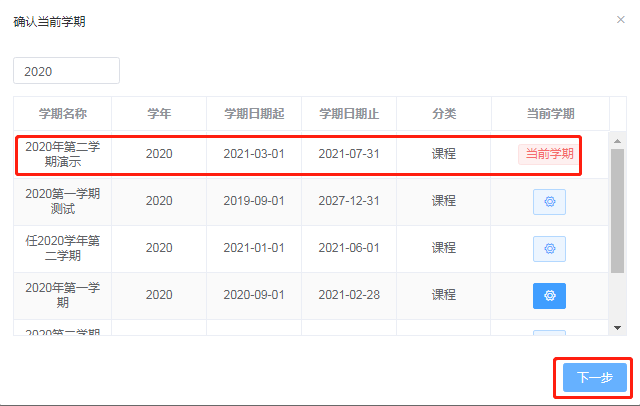 确认当前学期
×
2020
学期名称 学年 学期日期起 学期日期止 分类 当前学期
2020年第二学
期演示 2020 2021-03-01 2021-07-31 课程 当前学期
2020第一学期
测试 2020 2019-09-01 2027-12-31 课程
任2020学年第
二学期 2020 2021-01-01 2021-06-01 课程
2020年第一学
期 2020 2020-09-01 2021-02-28 课程
2020第二学期
下一步